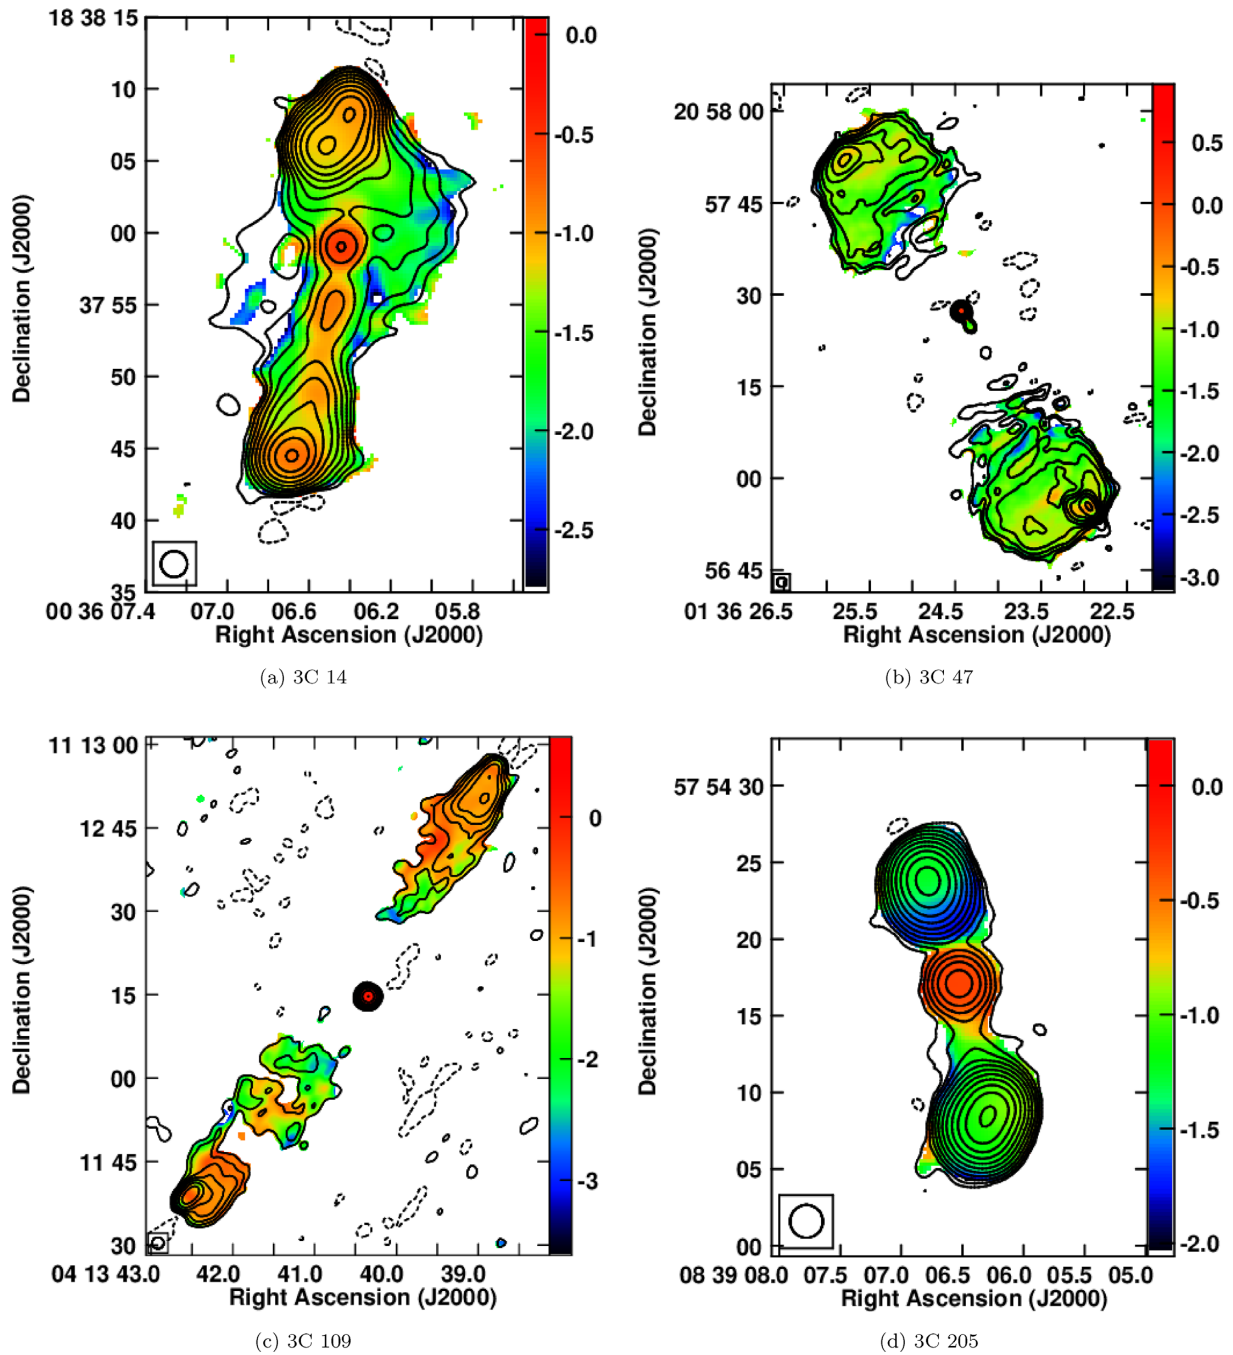 18 38 15
10
05
00
37 55
50
45
40
35
Declination (J2000)
00 36 07.4 07.0 06.6 06.2 05.8
Right Ascension (J2000)
0.0
-0.5
-1.0
-1.5
-2.0
-2.5
(a) 3C 14
20 58 00
57 45
30
15
00
56 45
Declination (J2000)
01 36 26.5 25.5 24.5 23.5 22.5
Right Ascension (J2000)
0.5
0.0
-0.5
-1.0
-1.5
-2.0
-2.5
-3.0
(b) 3C 47
11 13 00
12 45
30
15
00
11 45
30
Declination (J2000)
04 13 43.0 42.0 41.0 40.0 39.0
Right Ascension (J2000)
0
-1
-2
-3
(c) 3C 109
57 54 30
25
20
15
10
05
00
Declination (J2000)
08 39 08.0 07.5 07.0 06.5 06.0 05.5 05.0
Right Ascension (J2000)
0.0
-0.5
-1.0
-1.5
-2.0
(d) 3C 205